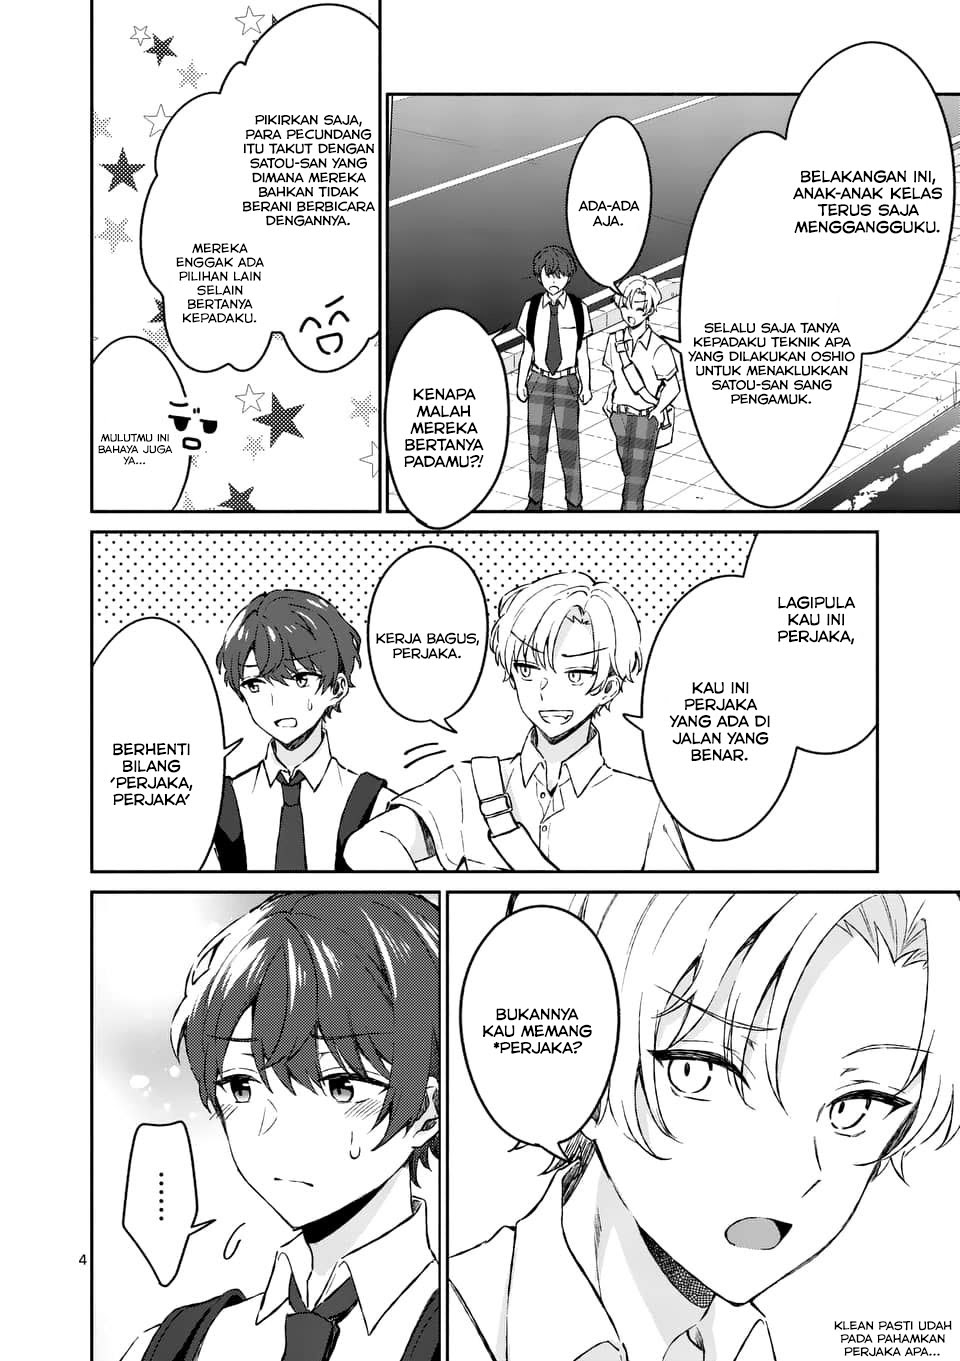 BELAKANGAN INI,
ANAK-ANAK KELAS
TERUS SAJA
MENGGANGGUKU.
SELALU SAJA TANYA
KEPADAKU TEKNIK APA
YANG DILAKUKAN OSHIO
UNTUK MENAKLUKKAN
SATOU-SAN SANG
PENGAMUK.
ADA-ADA
AJA.
KENAPA
MALAH
MEREKA
BERTANYA
PADAMU?!
PIKIRKAN SAJA,
PARA PECUNDANG
ITU TAKUT DENGAN
SATOU-SAN YANG
DIMANA MEREKA
BAHKAN TIDAK
BERANI BERBICARA
DENGANNYA.
MEREKA
ENGGAK ADA
PILIHAN LAIN
SELAIN
BERTANYA
KEPADAKU.
MULUTMU INI
BAHAYA JUGA
YA...
LAGIPULA
KAU INI
PERJAKA,
KAU INI
PERJAKA
YANG ADA DI
JALAN YANG
BENAR.
KERJA BAGUS,
PERJAKA.
BERHENTI
BILANG
'PERJAKA,
PERJAKA'
BUKANNYA
KAU MEMANG
*PERJAKA?
KLEAN PASTI UDAH
PADA PAHAMKAN
PERJAKA APA...
......
4